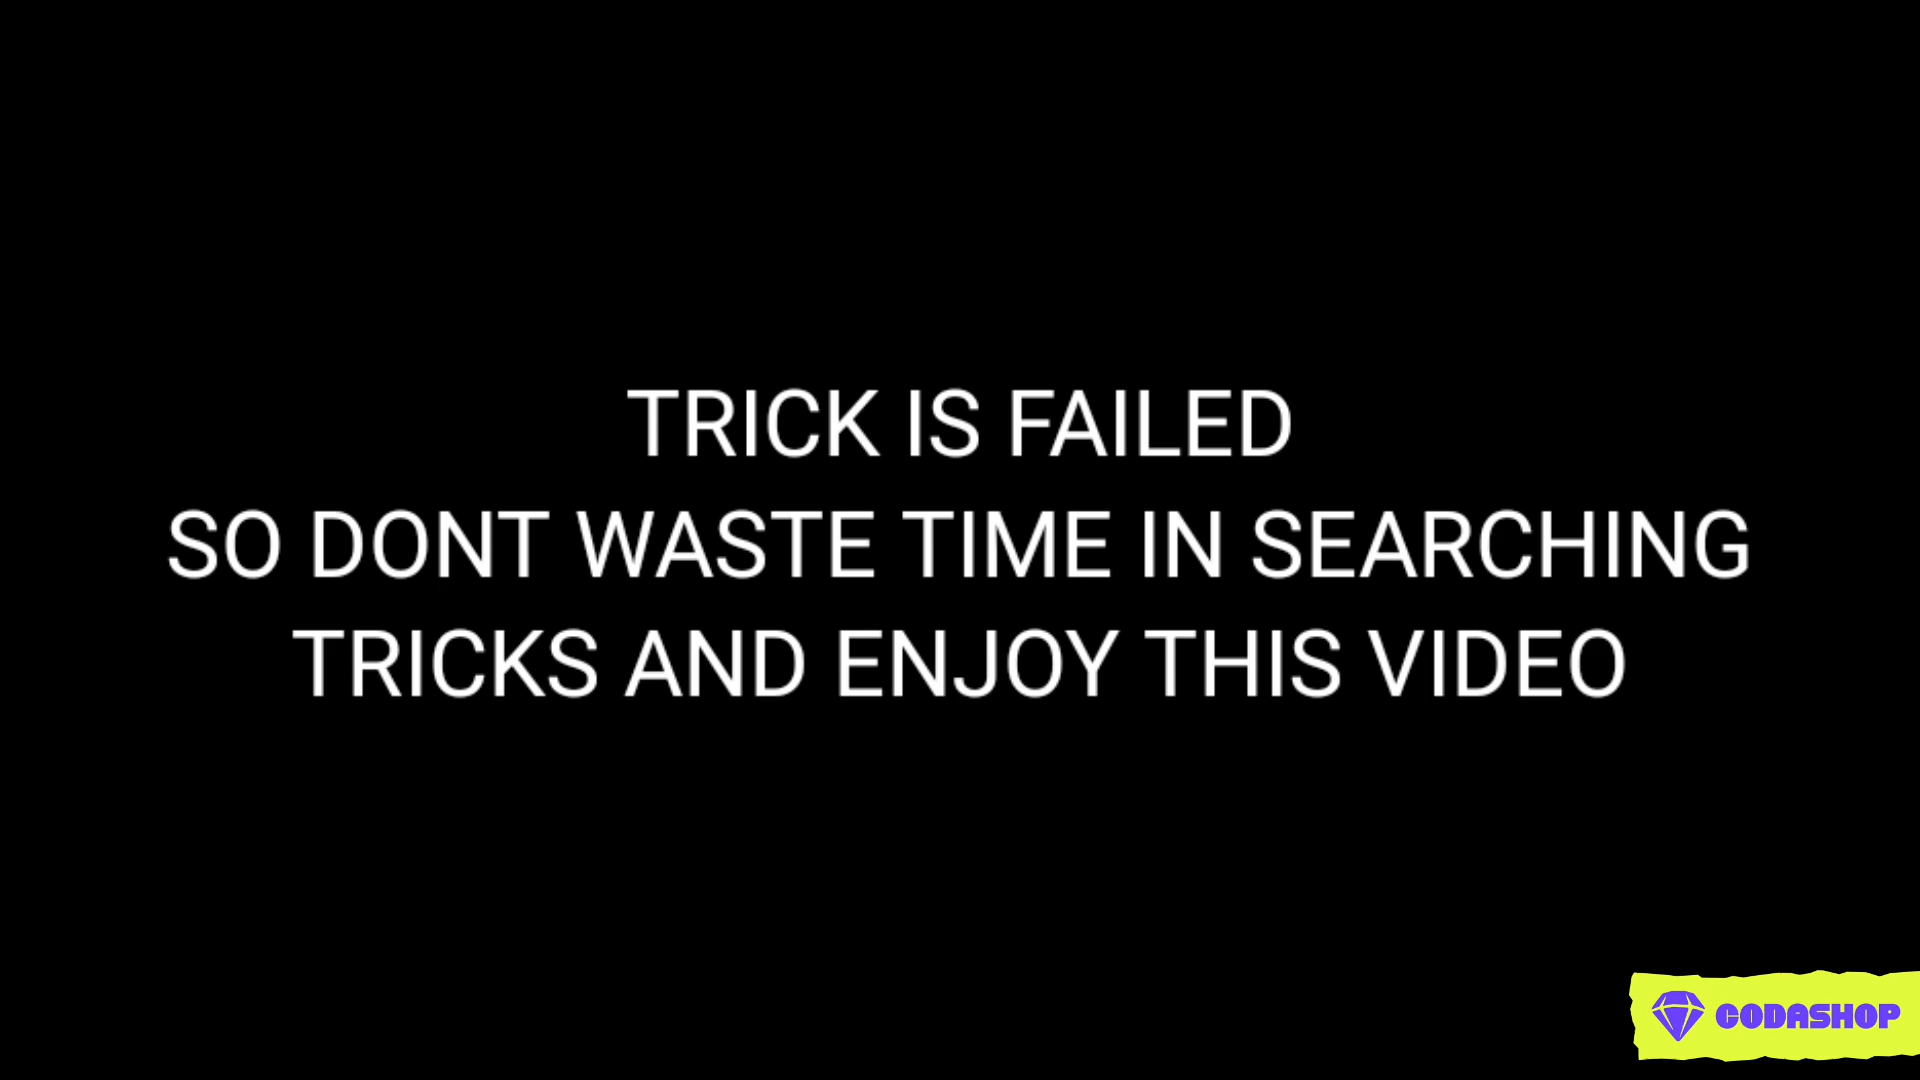 TRICK IS FAILED
SO DONT WASTE TIME IN SEARCHING
TRICKS AND ENJOY THIS VIDEO
CODASHOP